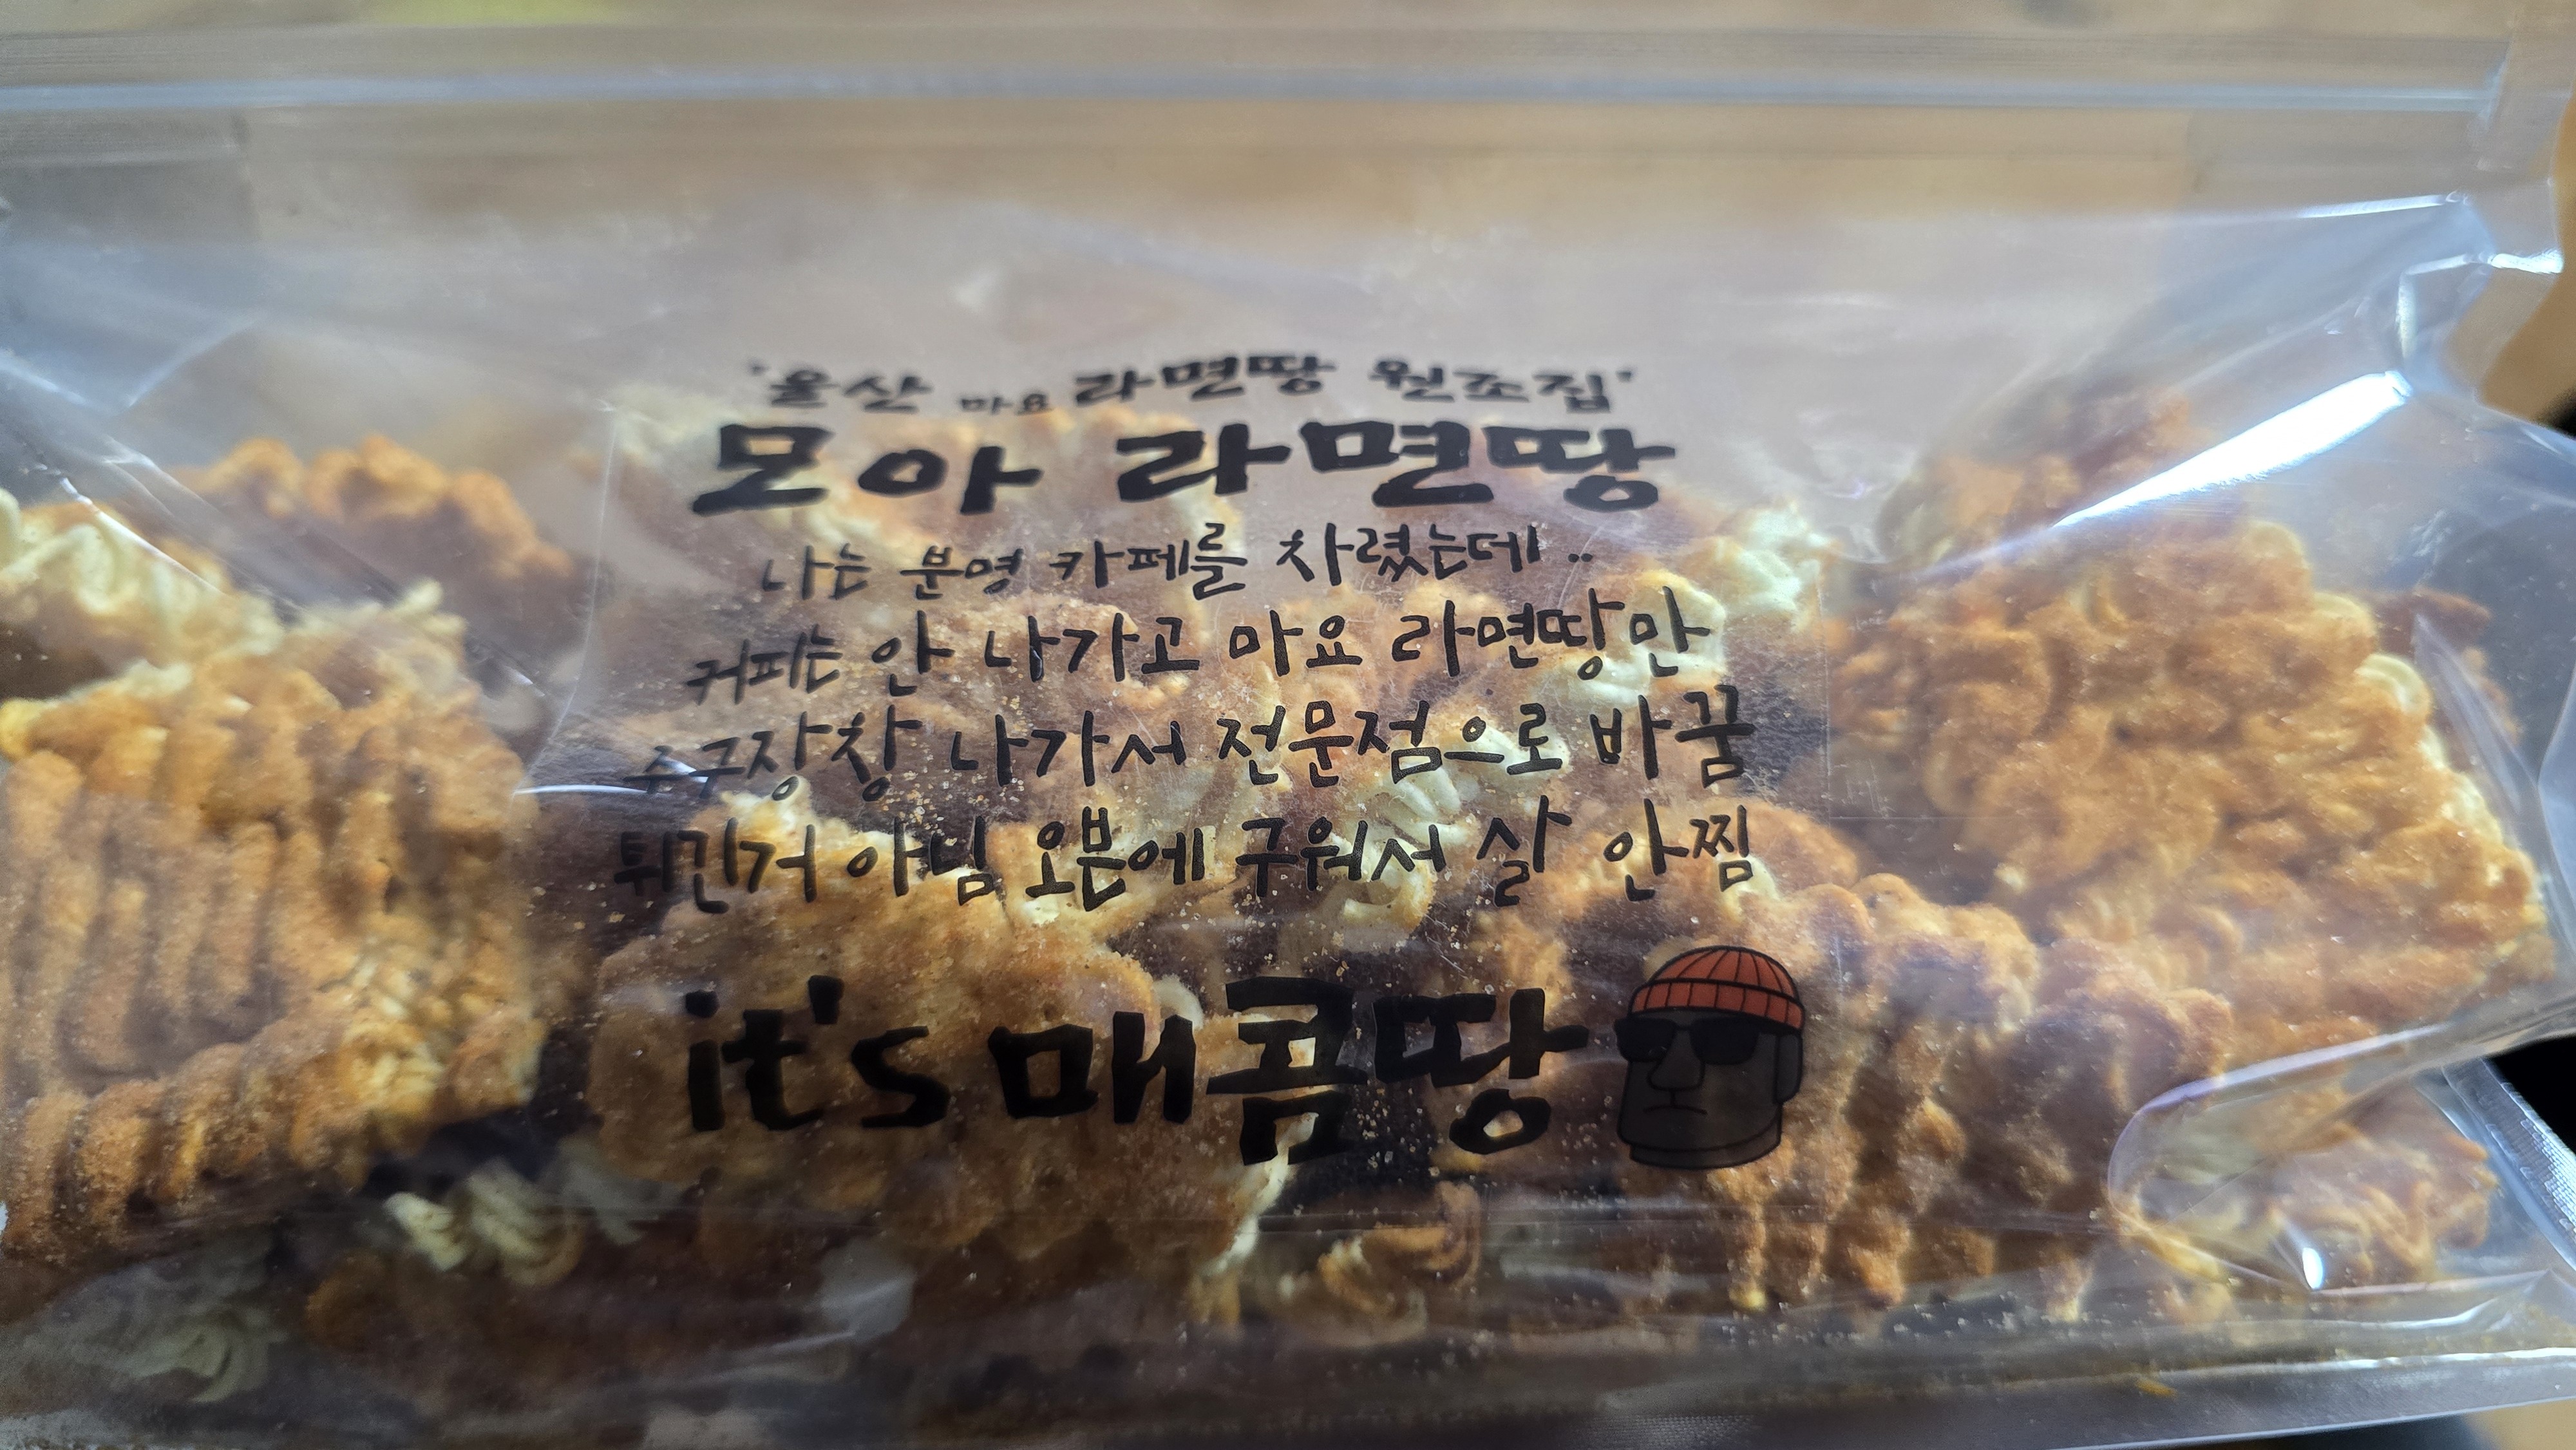 '울산 마요 라면땅 원조집'
모아 라면땅
나는 분명 카페를 차렸는데..
커피는 안 나가고 마요 라면땅만
주구장창 나가서 전문점으로 바꿈
튀긴거 아님 오븐에 구워서 살 안찜
it's 매콤땅